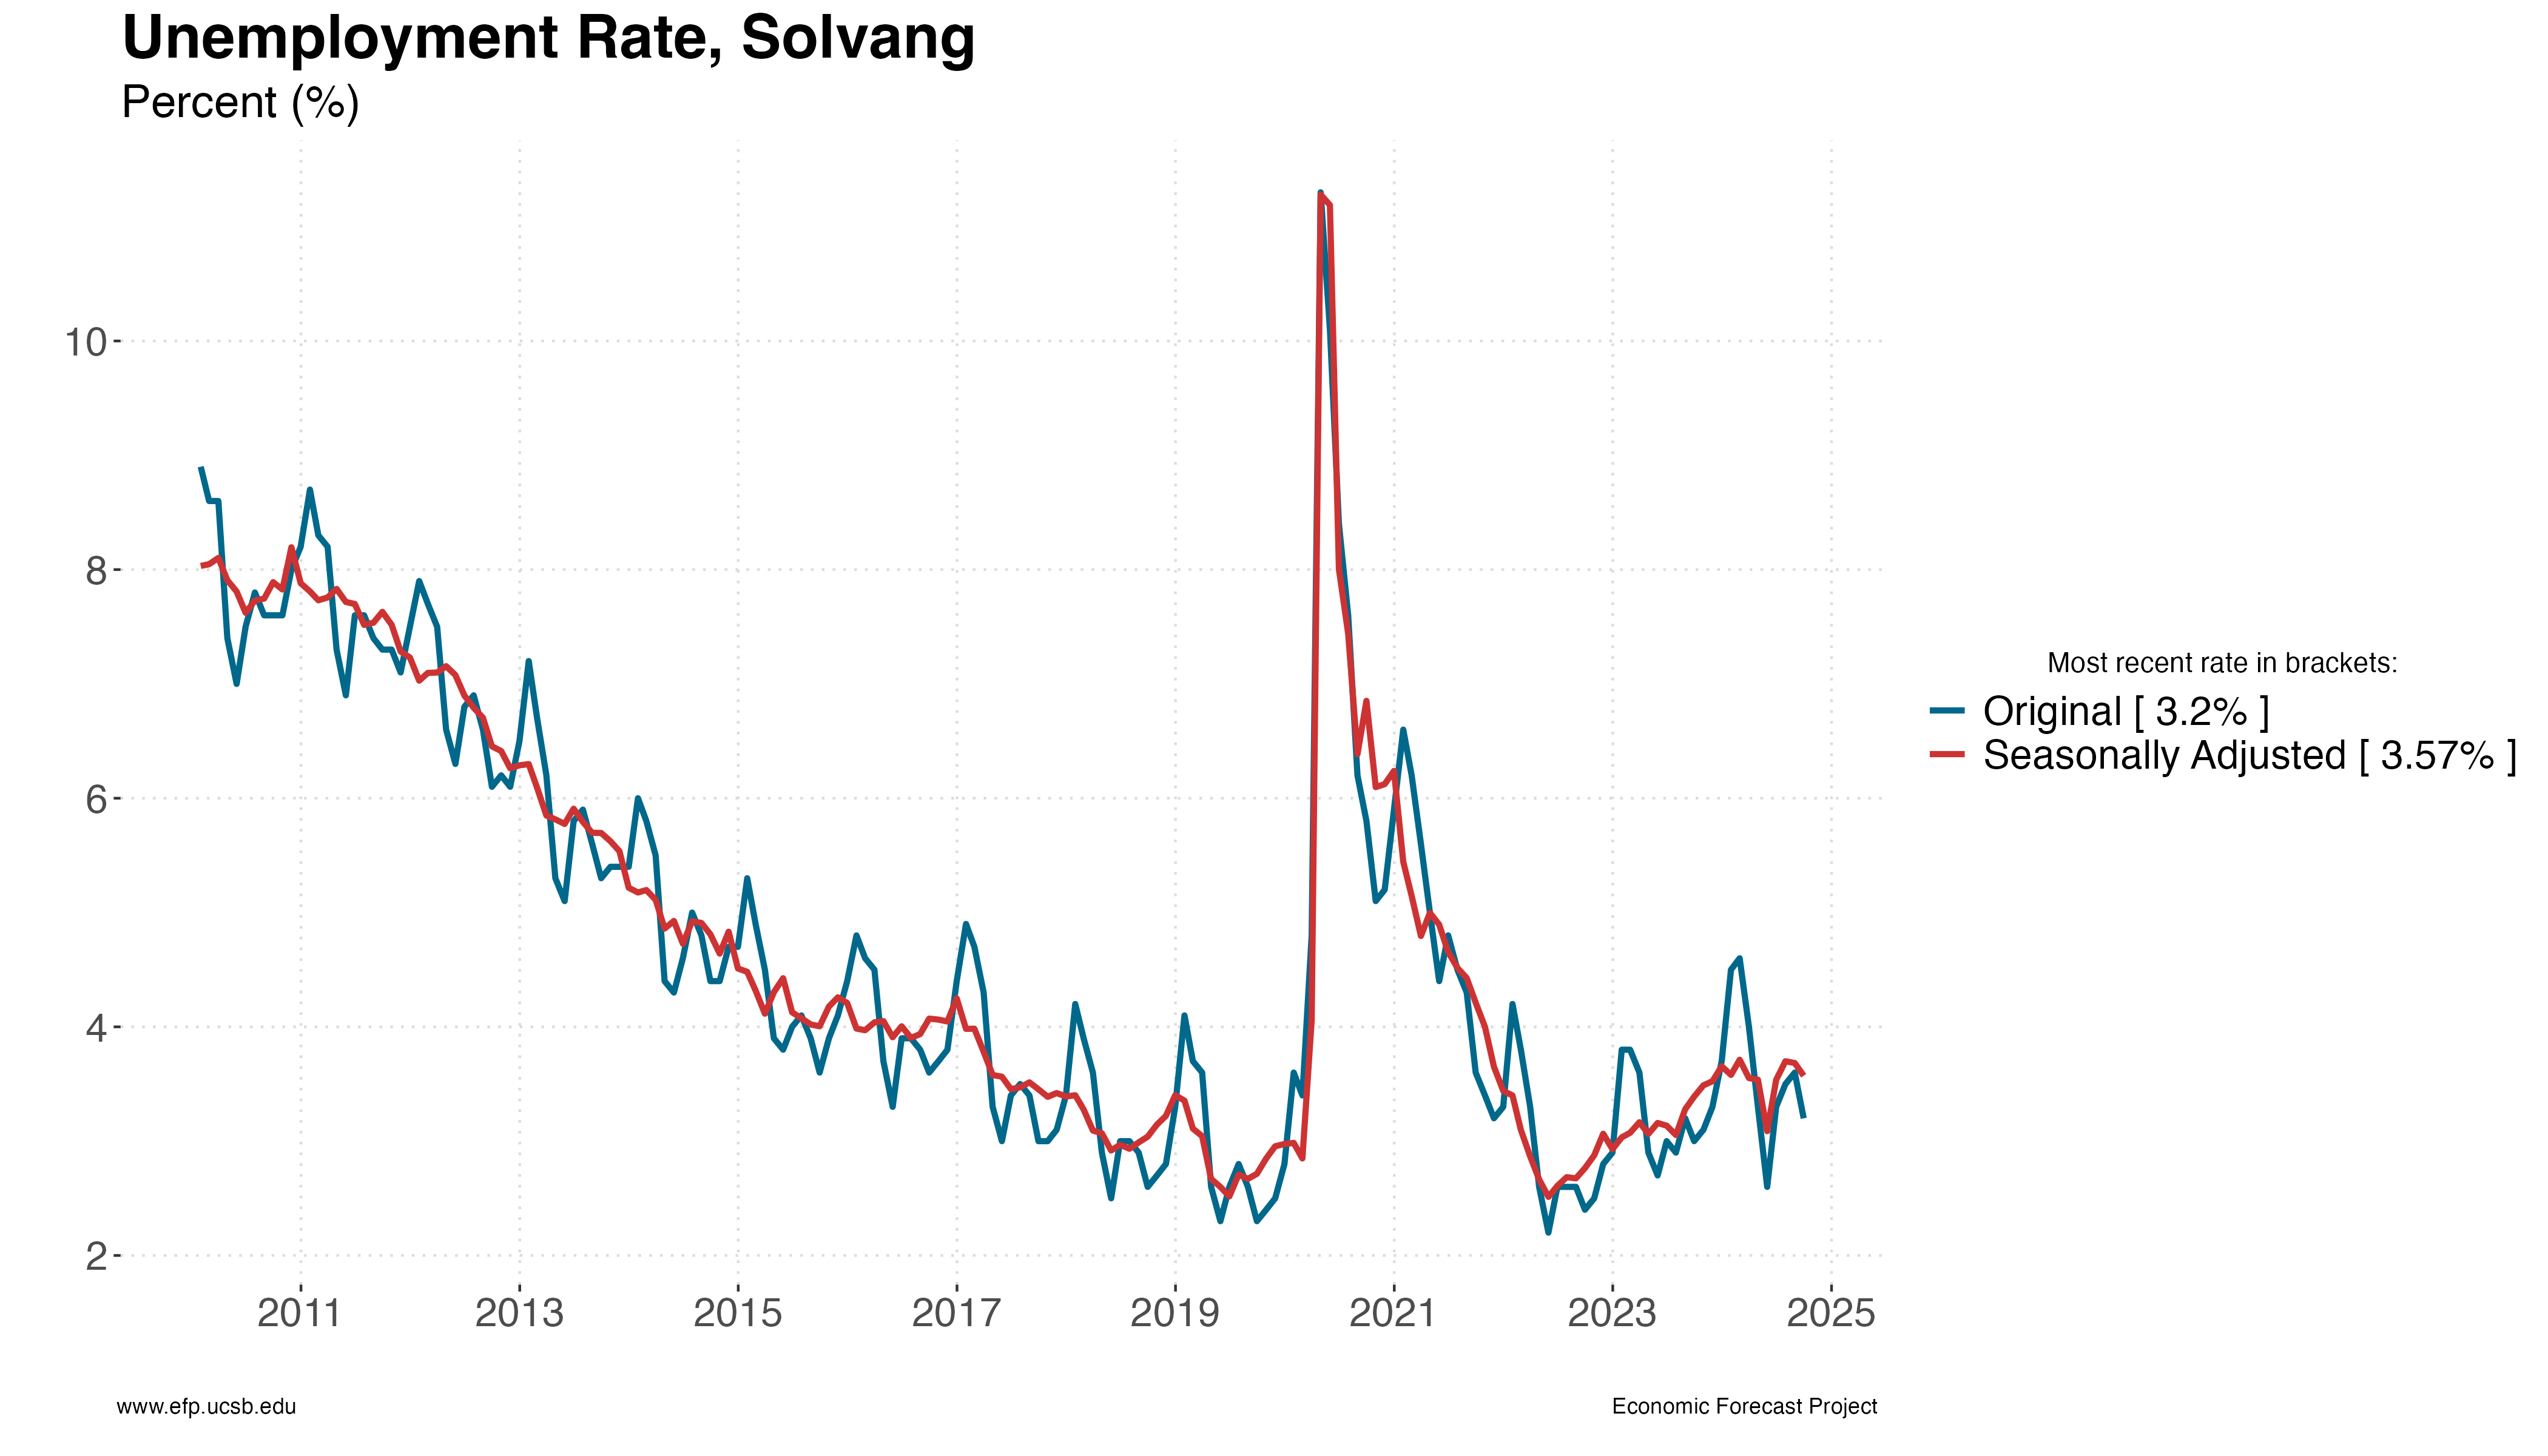 Unemployment Rate, Solvang
Percent (%)
10
8
6
4
2
2011 2013 2015 2017 2019 2021 2023 2025
Most recent rate in brackets:
Original [ 3.2% ]
Seasonally Adjusted [ 3.57% ]
www.efp.ucsb.edu
Economic Forecast Project